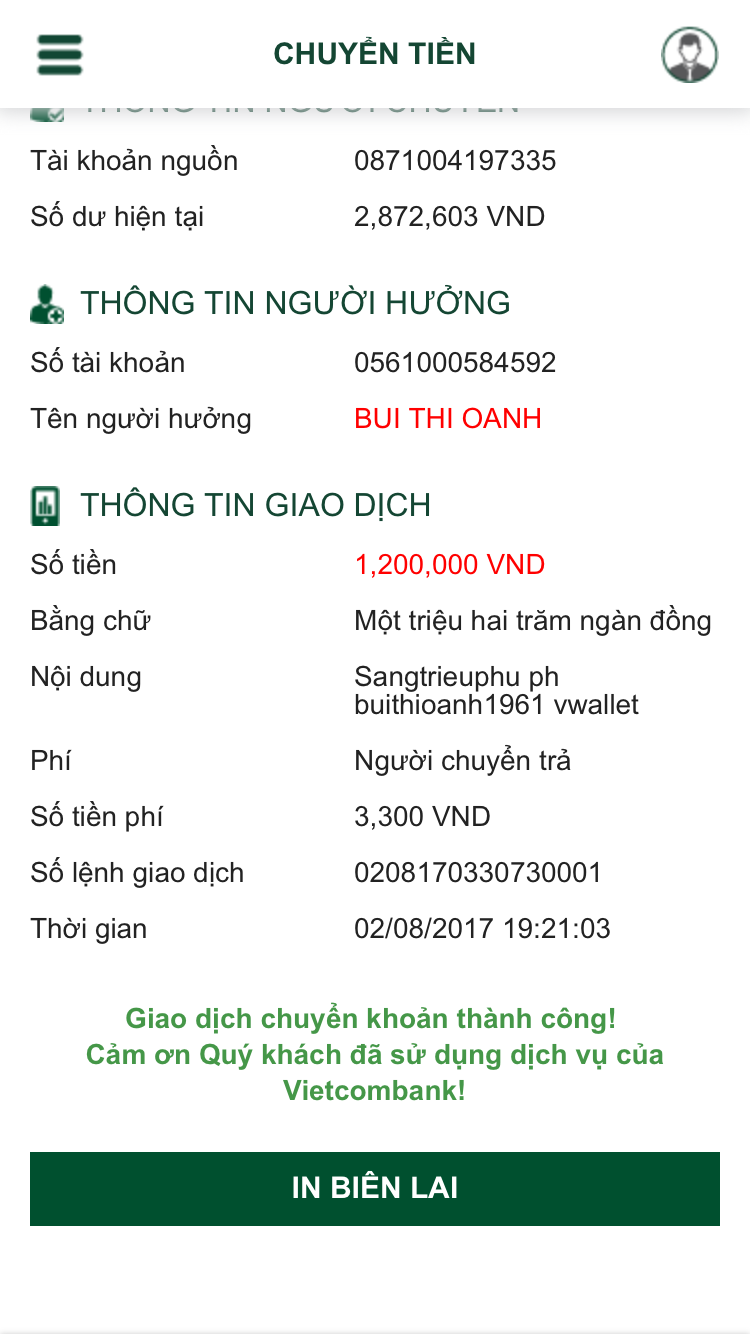 CHUYỂN TIỀN
Tài khoản nguồn 0871004197335
Số dư hiện tại 2,872,603 VND
THÔNG TIN NGƯỜI HƯỞNG
Số tài khoản 0561000584592
Tên người hưởng BUI THI OANH
THÔNG TIN GIAO DỊCH
Số tiền 1,200,000 VND
Bằng chữ Một triệu hai trăm ngàn đồng
Nội dung Sangtrieuphu ph
buithioanh1961 vwallet
Phí Người chuyển trả
Số tiền phí 3,300 VND
Số lệnh giao dịch 0208170330730001
Thời gian 02/08/2017 19:21:03
Giao dịch chuyển khoản thành công!
Cảm ơn Quý khách đã sử dụng dịch vụ của
Vietcombank!
IN BIÊN LAI